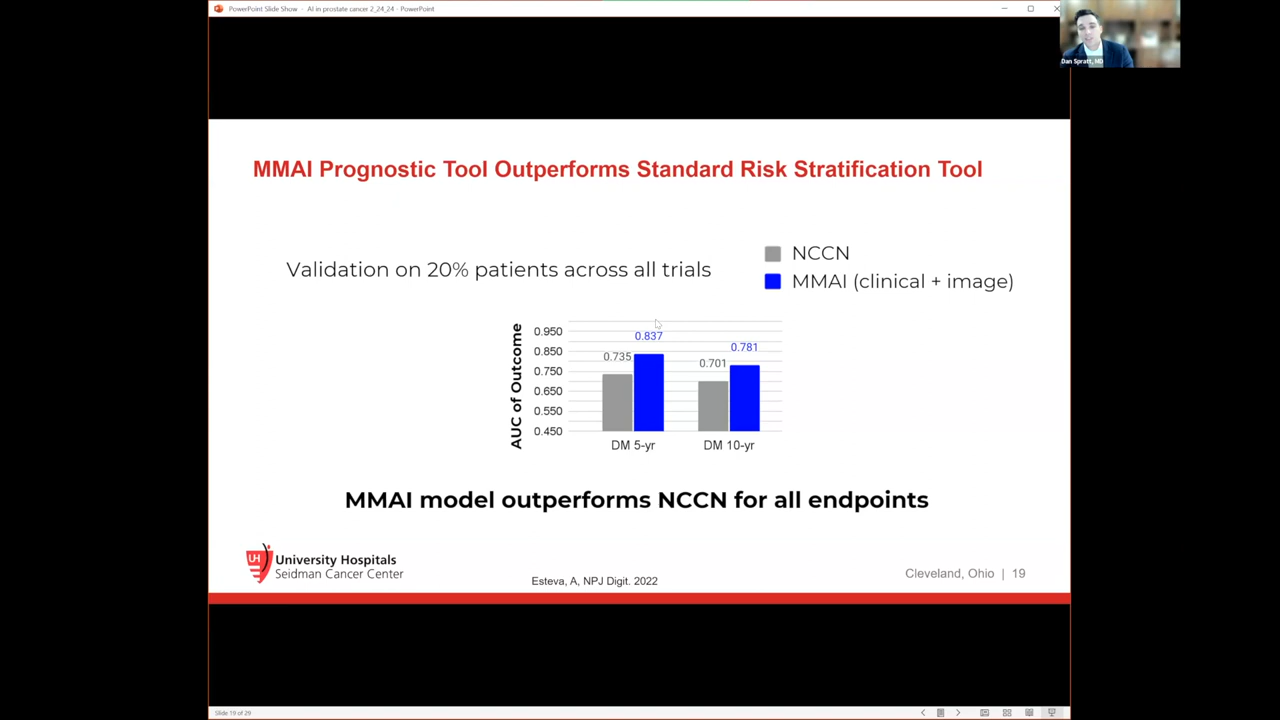 PowerPoint Slide Show - AI in prostate cancer 2_24_24 - PowerPoint
Dan Spratt, MD
MMAI Prognostic Tool Outperforms Standard Risk Stratification Tool
Validation on 20% patients across all trials
NCCN
MMAI (clinical + image)
AUC of Outcome
0.950
0.850
0.750
0.650
0.550
0.450
0.735
0.837
0.701
0.781
DM 5-yr
DM 10-yr
MMAI model outperforms NCCN for all endpoints
UH
University Hospitals
Seidman Cancer Center
Esteva, A, NPJ Digit. 2022
Cleveland, Ohio | 19
Slide 19 of 29